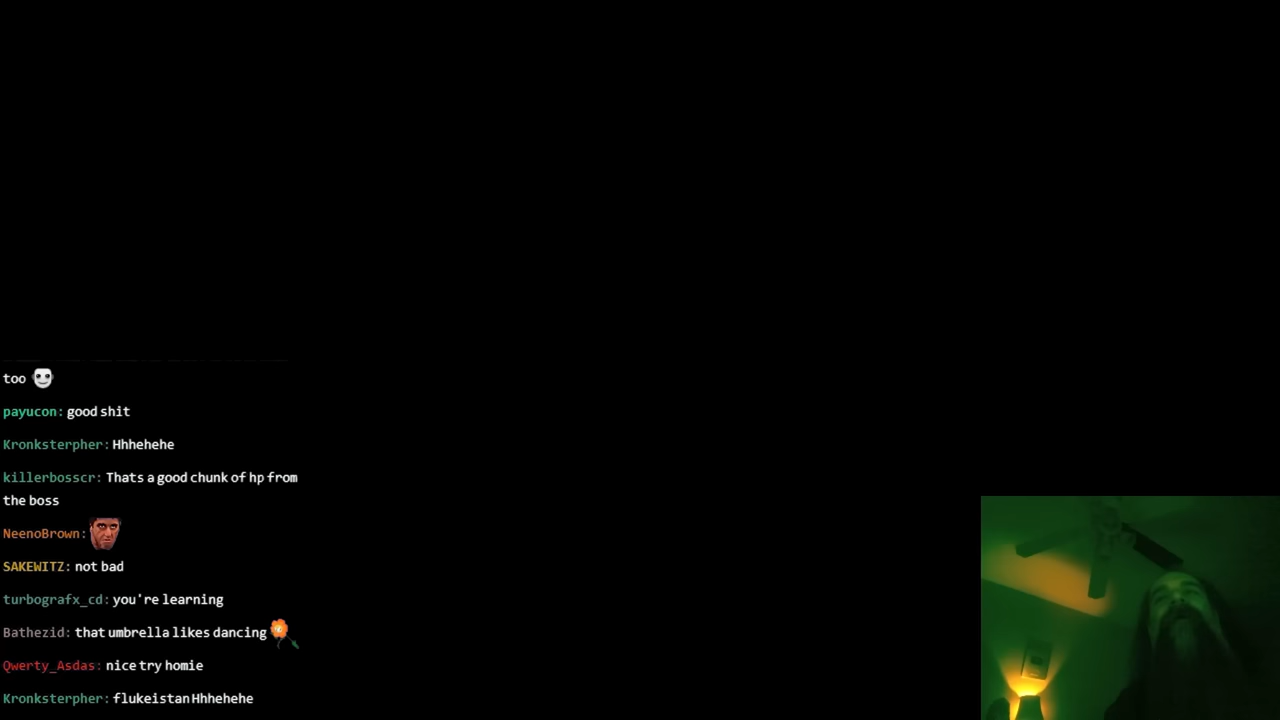 too
payucon: good shit
Kronksterpher: Hhhehehe
killerbosscr: Thats a good chunk of hp from
the boss
NeenoBrown:
SAKEWITZ: not bad
turbografx_cd: you're learning
Bathezid: that umbrella likes dancing
Qwerty_Asdas: nice try homie
Kronksterpher: flukeistan Hhhehehe